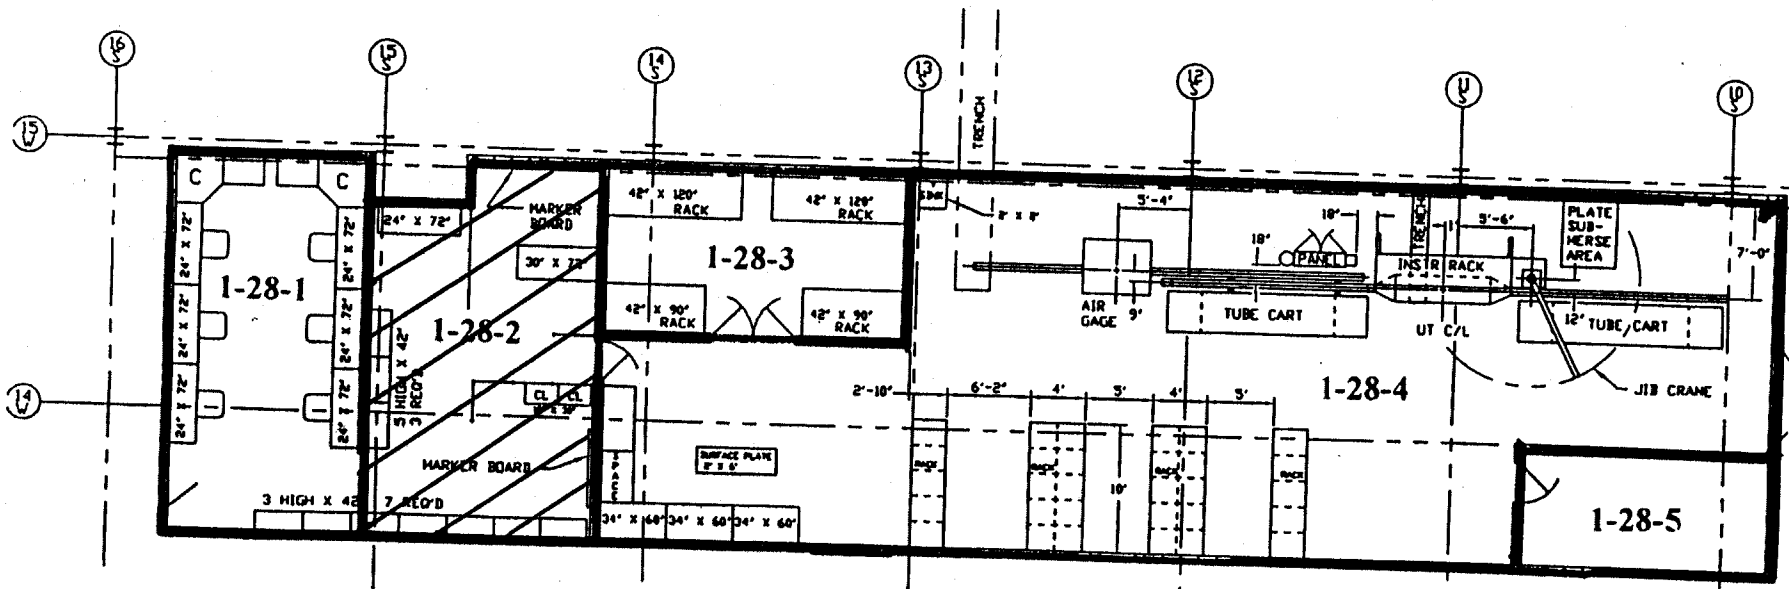 16
S
15
S
14
S
13
S
12
S
11
S
10
S
15
W
14
W
TRENCH
C
C
24" X 72"
24" X 72"
24" X 72"
24" X 72"
24" X 72"
24" X 72"
1-28-1
24" X 72"
MARKER
BOARD
30" X 72"
1-28-2
5 HIGH X 42"
3 REQ'D
CL
CL
MARKER BOARD
3 HIGH X 42"
7 REQ'D
42" X 120"
RACK
42" X 120"
RACK
1-28-3
42" X 90"
RACK
42" X 90"
RACK
SINK
2' X 2'
5'-4"
18"
18"
PANEL
TRENCH
1'
5'-6"
PLATE
SUB-
MERSE
AREA
7'-0"
INSTR RACK
AIR
GAGE
9'
TUBE CART
UT C/L
12"
TUBE CART
JIB CRANE
1-28-4
2'-10"
6'-2"
4'
5'
4'
5'
RACK
RACK
10'
RACK
RACK
SURFACE PLATE
34" X 60"
34" X 60"
34" X 60"
1-28-5